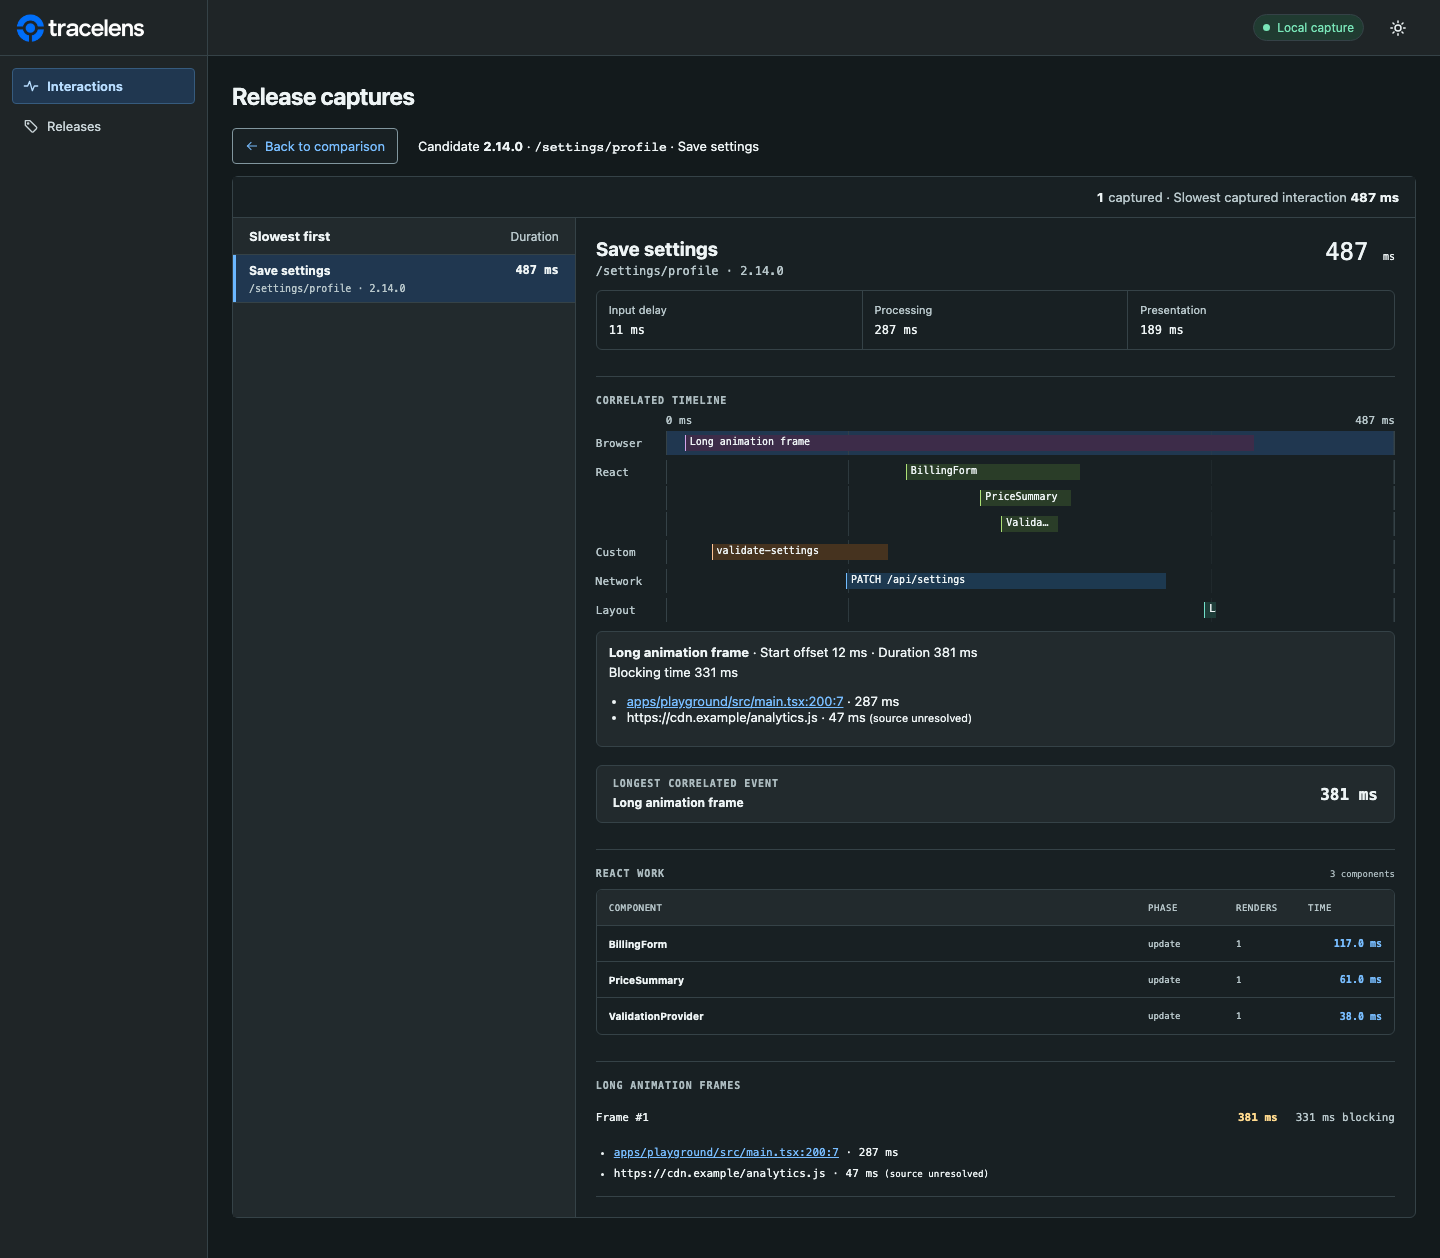 tracelens
Local capture
Interactions
Releases
Release captures
← Back to comparison
Candidate 2.14.0 · /settings/profile · Save settings
1 captured · Slowest captured interaction 487 ms
Slowest first Duration
Save settings 487 ms
/settings/profile · 2.14.0
Save settings 487 ms
/settings/profile · 2.14.0
Input delay Processing Presentation
11 ms 287 ms 189 ms
CORRELATED TIMELINE
0 ms 487 ms
Browser Long animation frame
React BillingForm
PriceSummary
Valida…
Custom validate-settings
Network PATCH /api/settings
Layout L
Long animation frame · Start offset 12 ms · Duration 381 ms
Blocking time 331 ms
• apps/playground/src/main.tsx:200:7 · 287 ms
• https://cdn.example/analytics.js · 47 ms (source unresolved)
LONGEST CORRELATED EVENT
Long animation frame 381 ms
REACT WORK 3 components
COMPONENT PHASE RENDERS TIME
BillingForm update 1 117.0 ms
PriceSummary update 1 61.0 ms
ValidationProvider update 1 38.0 ms
LONG ANIMATION FRAMES
Frame #1 381 ms 331 ms blocking
• apps/playground/src/main.tsx:200:7 · 287 ms
• https://cdn.example/analytics.js · 47 ms (source unresolved)